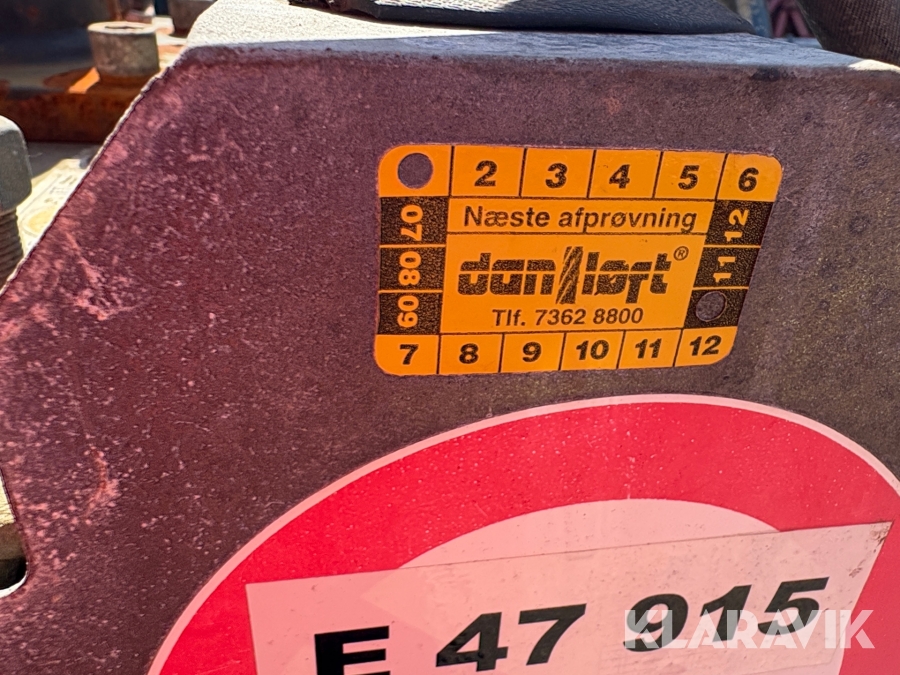 2 3 4 5 6
07 Næste afprøvning 12
08 dan løft® 11
09 Tlf. 7362 8800
7 8 9 10 11 12
E 47 915
KLARAVIK